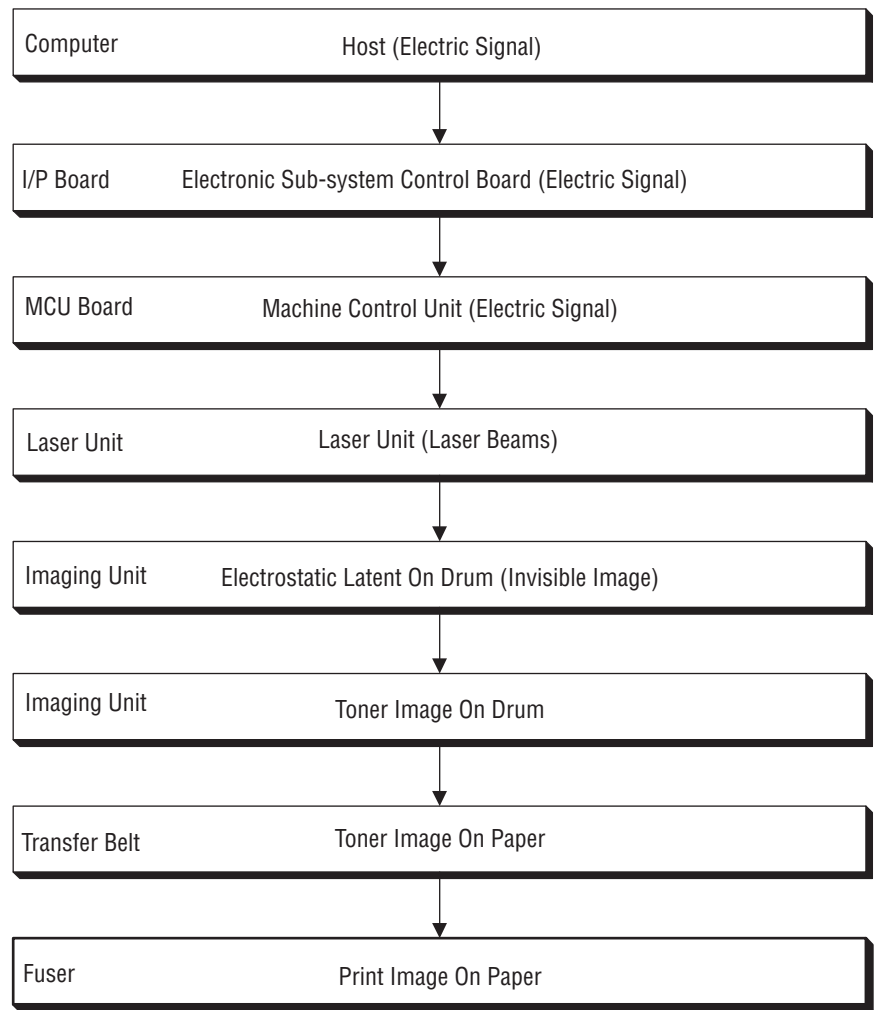 Computer Host (Electric Signal)
I/P Board Electronic Sub-system Control Board (Electric Signal)
MCU Board Machine Control Unit (Electric Signal)
Laser Unit Laser Unit (Laser Beams)
Imaging Unit Electrostatic Latent On Drum (Invisible Image)
Imaging Unit Toner Image On Drum
Transfer Belt Toner Image On Paper
Fuser Print Image On Paper